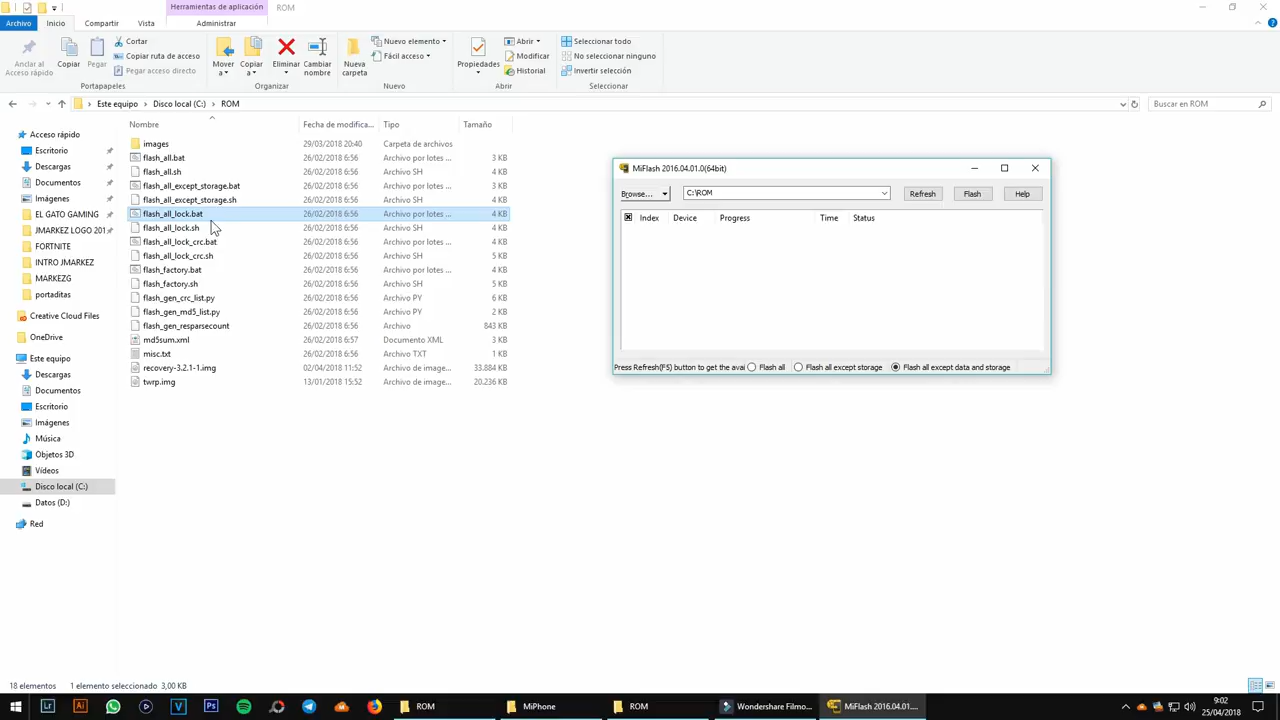 Herramientas de aplicación ROM
Archivo Inicio Compartir Vista Administrar
Anclar al Acceso rápido
Copiar
Pegar
Cortar
Copiar ruta de acceso
Pegar acceso directo
Portapapeles
Mover a
Copiar a
Eliminar
Cambiar nombre
Organizar
Nueva carpeta
Nuevo elemento
Fácil acceso
Nuevo
Propiedades
Abrir
Modificar
Historial
Abrir
Seleccionar todo
No seleccionar ninguno
Invertir selección
Seleccionar
Este equipo > Disco local (C:) > ROM
Buscar en ROM
Acceso rápido
Escritorio
Descargas
Documentos
Imágenes
EL GATO GAMING
JMARKEZ LOGO 201
FORTNITE
INTRO JMARKEZ
MARKEZG
portaditas
Creative Cloud Files
OneDrive
Este equipo
Descargas
Documentos
Escritorio
Imágenes
Música
Objetos 3D
Vídeos
Disco local (C:)
Datos (D:)
Red
Nombre Fecha de modifica... Tipo Tamaño
images 29/03/2018 20:40 Carpeta de archivos
flash_all.bat 26/02/2018 6:56 Archivo por lotes ... 3 KB
flash_all.sh 26/02/2018 6:56 Archivo SH 4 KB
flash_all_except_storage.bat 26/02/2018 6:56 Archivo por lotes ... 3 KB
flash_all_except_storage.sh 26/02/2018 6:56 Archivo SH 4 KB
flash_all_lock.bat 26/02/2018 6:56 Archivo por lotes ... 4 KB
flash_all_lock.sh 26/02/2018 6:56 Archivo SH 4 KB
flash_all_lock_crc.bat 26/02/2018 6:56 Archivo por lotes ... 4 KB
flash_all_lock_crc.sh 26/02/2018 6:56 Archivo SH 5 KB
flash_factory.bat 26/02/2018 6:56 Archivo por lotes ... 4 KB
flash_factory.sh 26/02/2018 6:56 Archivo SH 5 KB
flash_gen_crc_list.py 26/02/2018 6:56 Archivo PY 6 KB
flash_gen_md5_list.py 26/02/2018 6:56 Archivo PY 2 KB
flash_gen_resparsecount 26/02/2018 6:56 Archivo 843 KB
md5sum.xml 26/02/2018 6:57 Documento XML 3 KB
misc.txt 26/02/2018 6:56 Archivo TXT 1 KB
recovery-3.2.1-1.img 02/04/2018 11:52 Archivo de image... 33.884 KB
twrp.img 13/01/2018 15:52 Archivo de image... 20.236 KB
MiFlash 2016.04.01.0(64bit)
Browse... C:\ROM Refresh Flash Help
Index Device Progress Time Status
Press Refresh(F5) button to get the avai Flash all Flash all except storage Flash all except data and storage
18 elementos 1 elemento seleccionado 3,00 KB
ROM MiPhone ROM Wondershare Filmo... MiFlash 2016.04.01....
9:02
25/04/2018